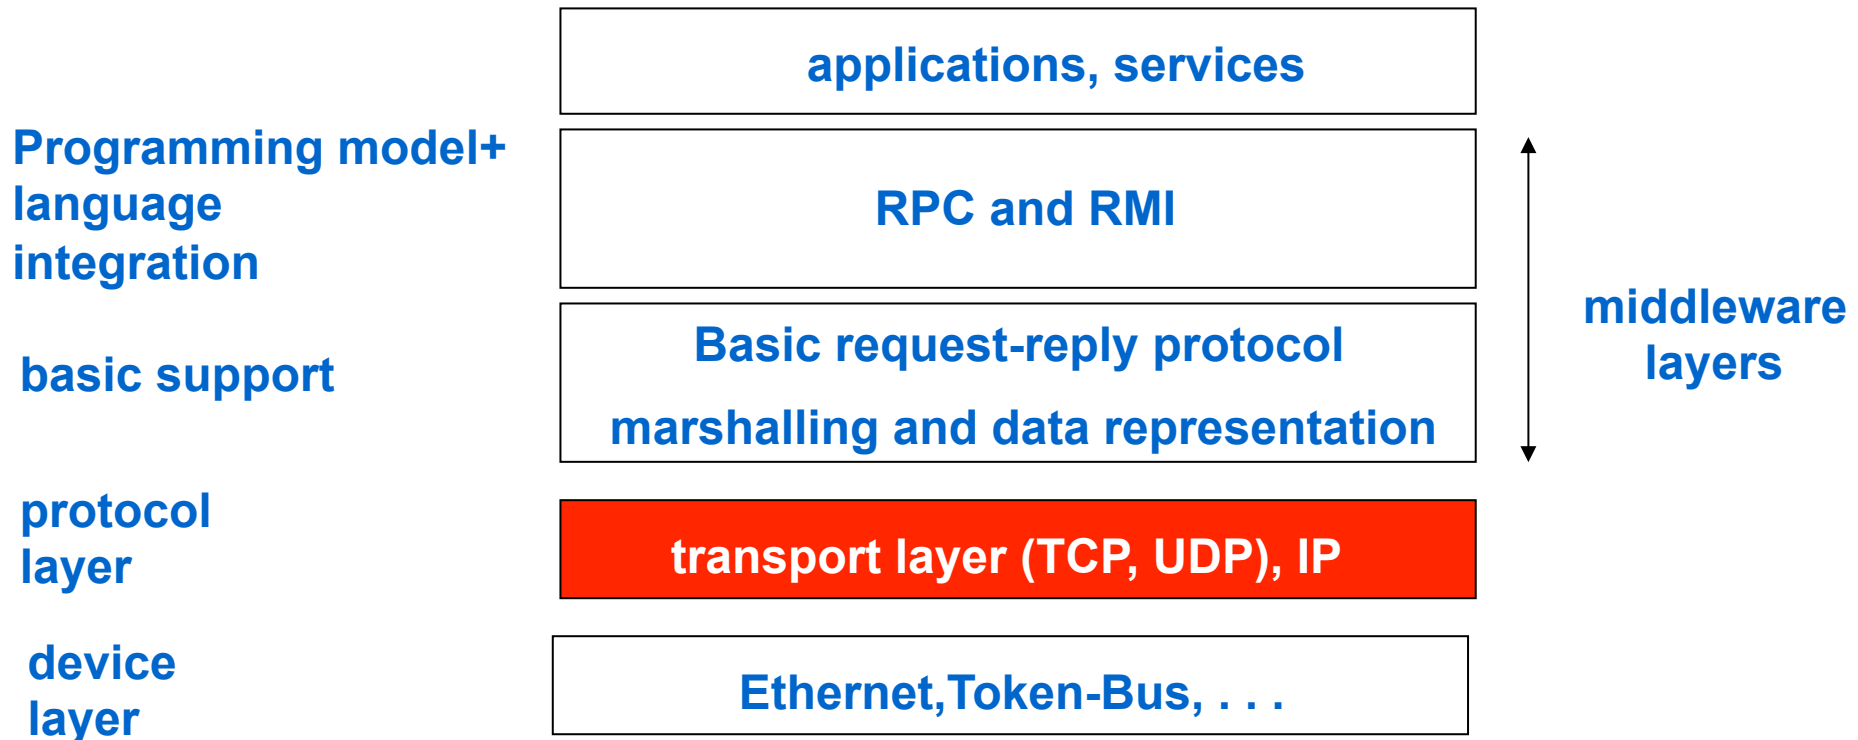 applications, services
Programming model+
language
integration
RPC and RMI
middleware
layers
basic support
Basic request-reply protocol
marshalling and data representation
protocol
layer
transport layer (TCP, UDP), IP
device
layer
Ethernet,Token-Bus, . . .